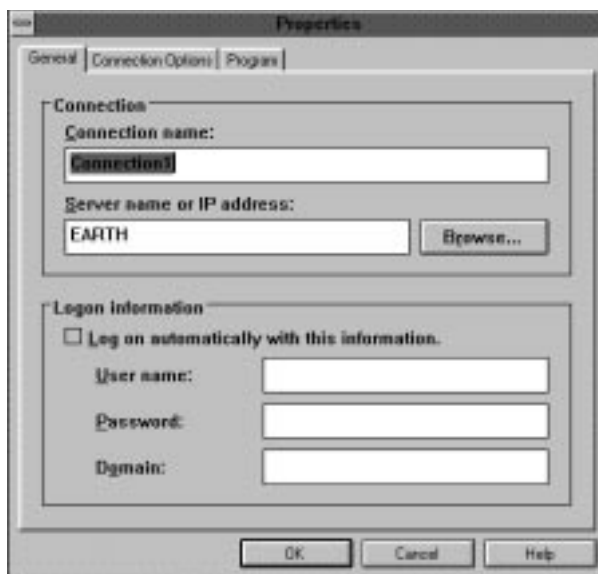 Properties
General Connection Options Program
Connection
Connection name:
Connection1
Server name or IP address:
EARTH
Browse...
Logon information
Log on automatically with this information.
User name:
Password:
Domain:
OK Cancel Help